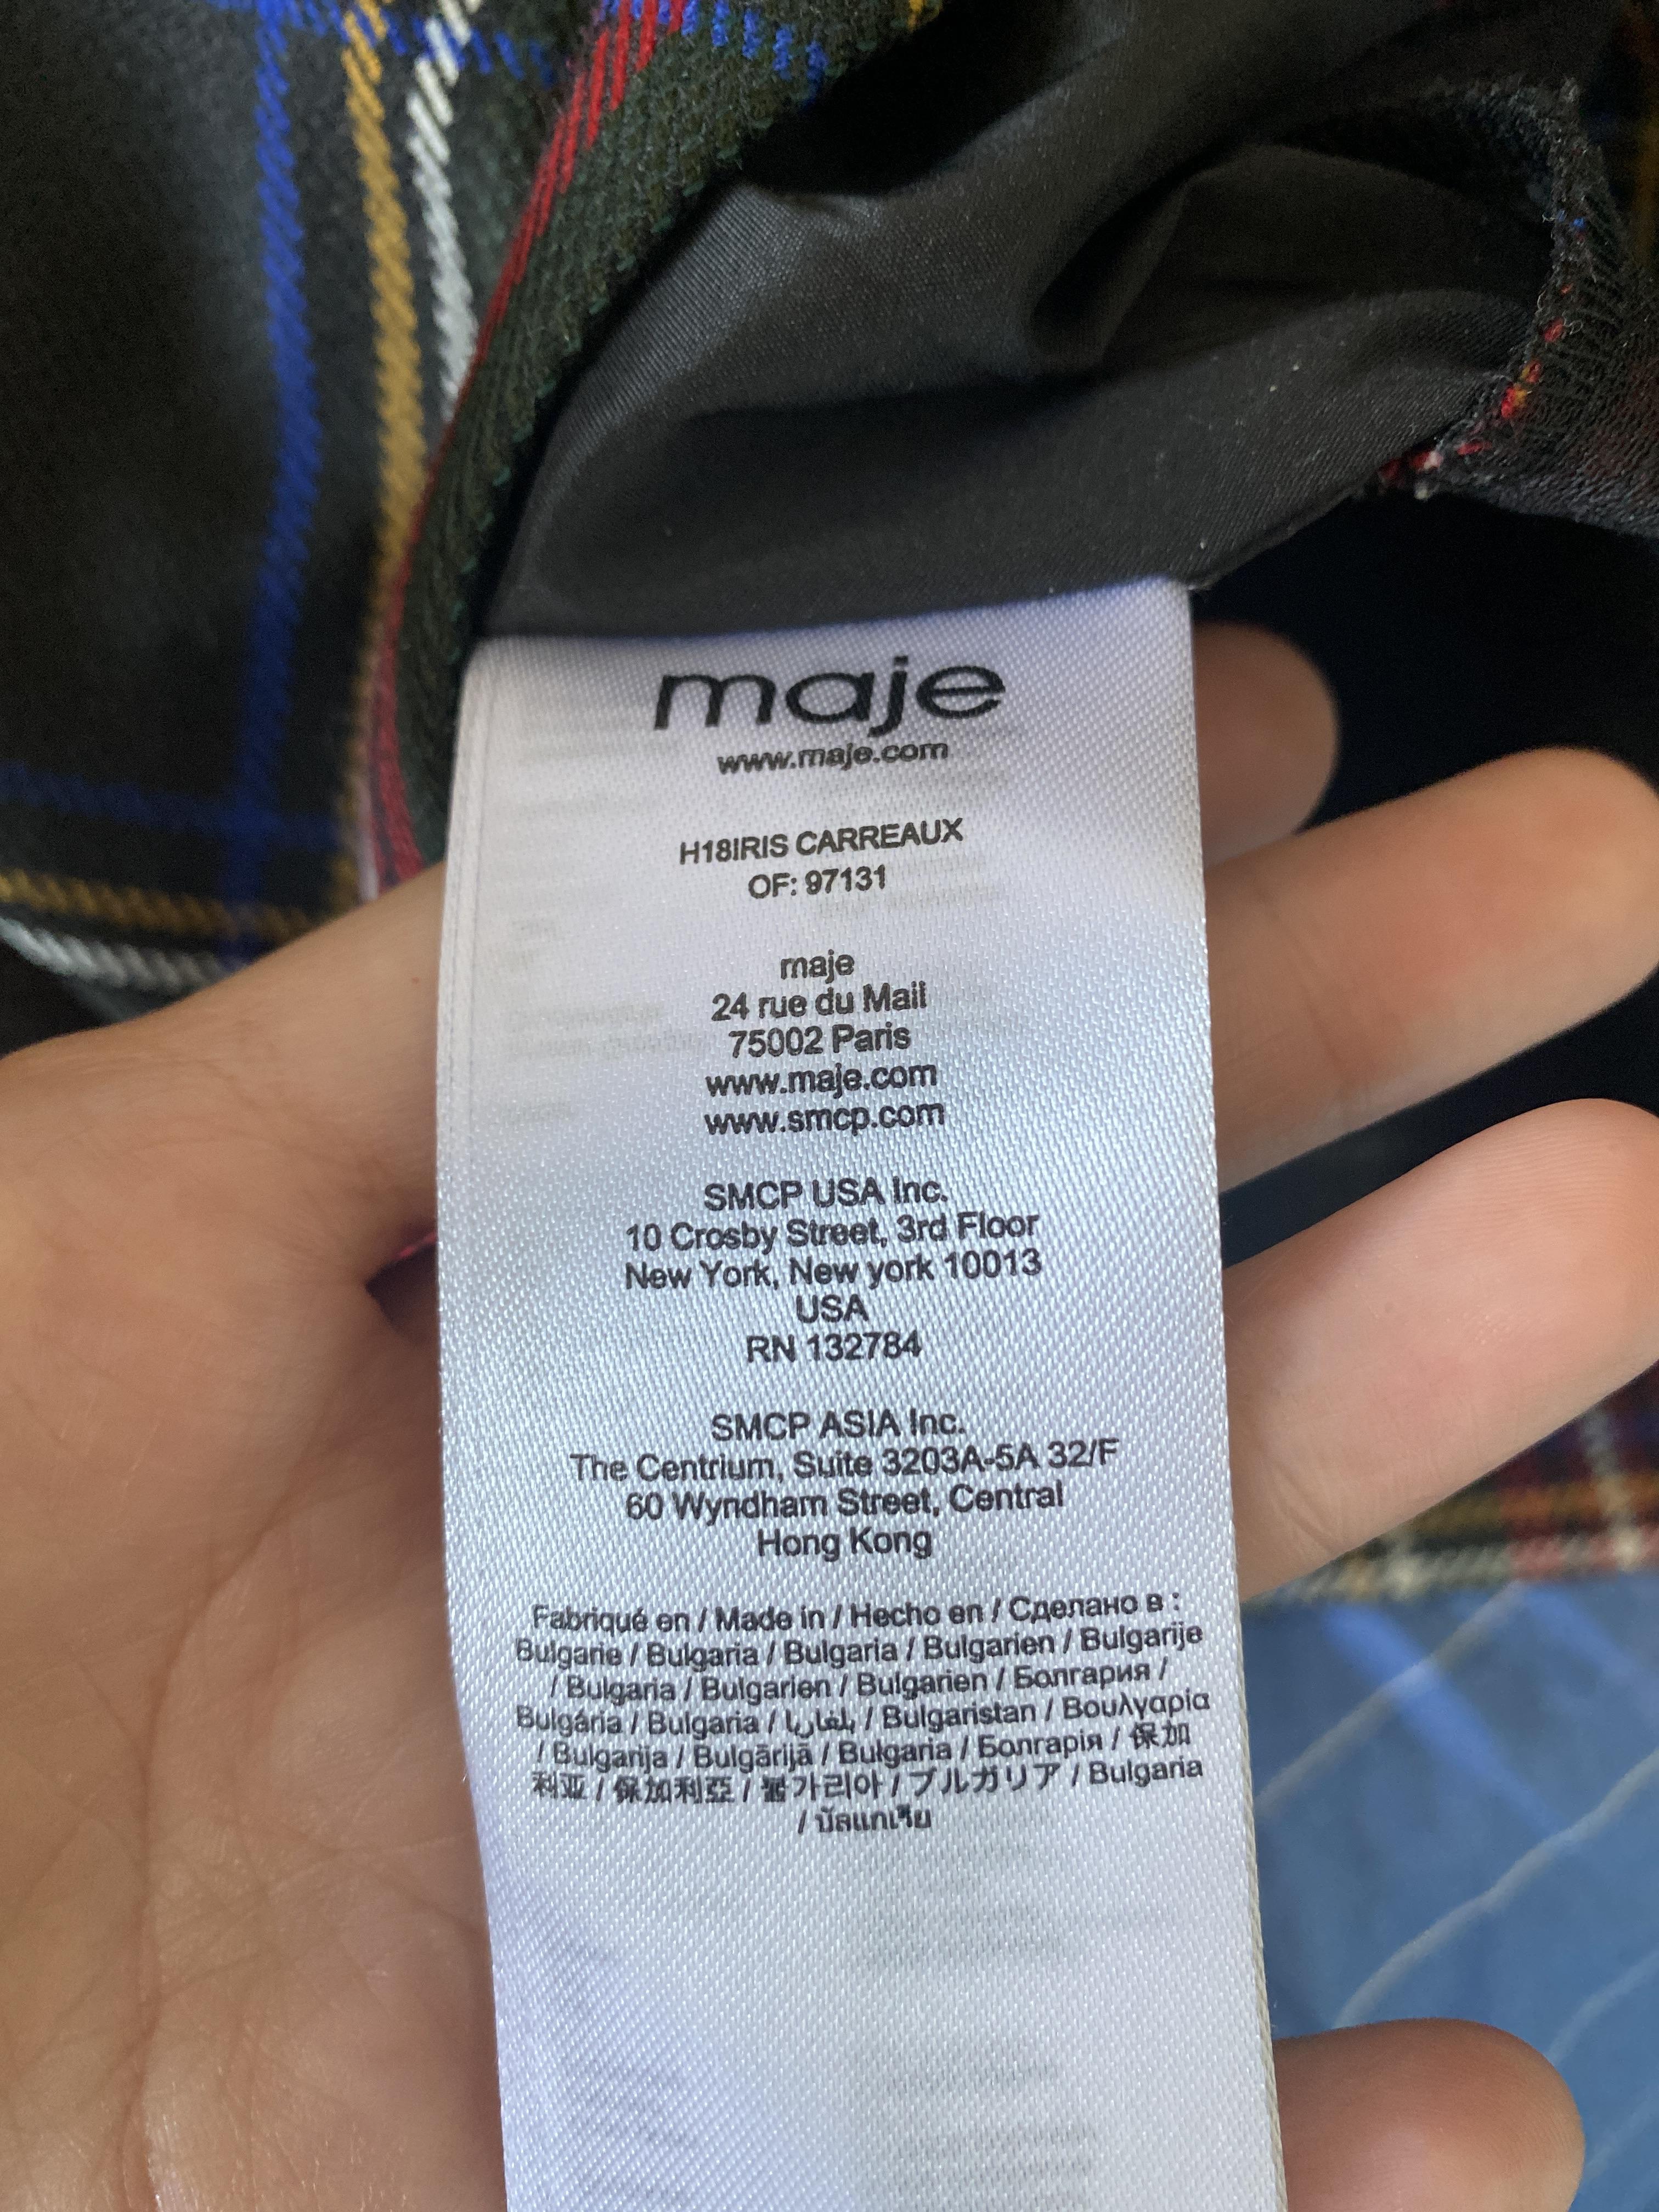 maje
www.maje.com
H18IRIS CARREAUX
OF: 97131
maje
24 rue du Mail
75002 Paris
www.maje.com
www.smcp.com
SMCP USA Inc.
10 Crosby Street, 3rd Floor
New York, New york 10013
USA
RN 132784
SMCP ASIA Inc.
The Centrium, Suite 3203A-5A 32/F
60 Wyndham Street, Central
Hong Kong
Fabriqué en / Made in / Hecho en / Сделано в :
Bulgarie / Bulgaria / Bulgaria / Bulgarien / Bulgarije
/ Bulgaria / Bulgarien / Bulgarien / Болгария /
Bulgária / Bulgaria / بلغاريا / Bulgaristan / Βουλγαρία
/ Bulgarija / Bulgārijā / Bułgaria / Болгарія / 保加
利亚 / 保加利亞 / 불가리아 / ブルガリア / Bulgaria
/ บัลแกเรีย